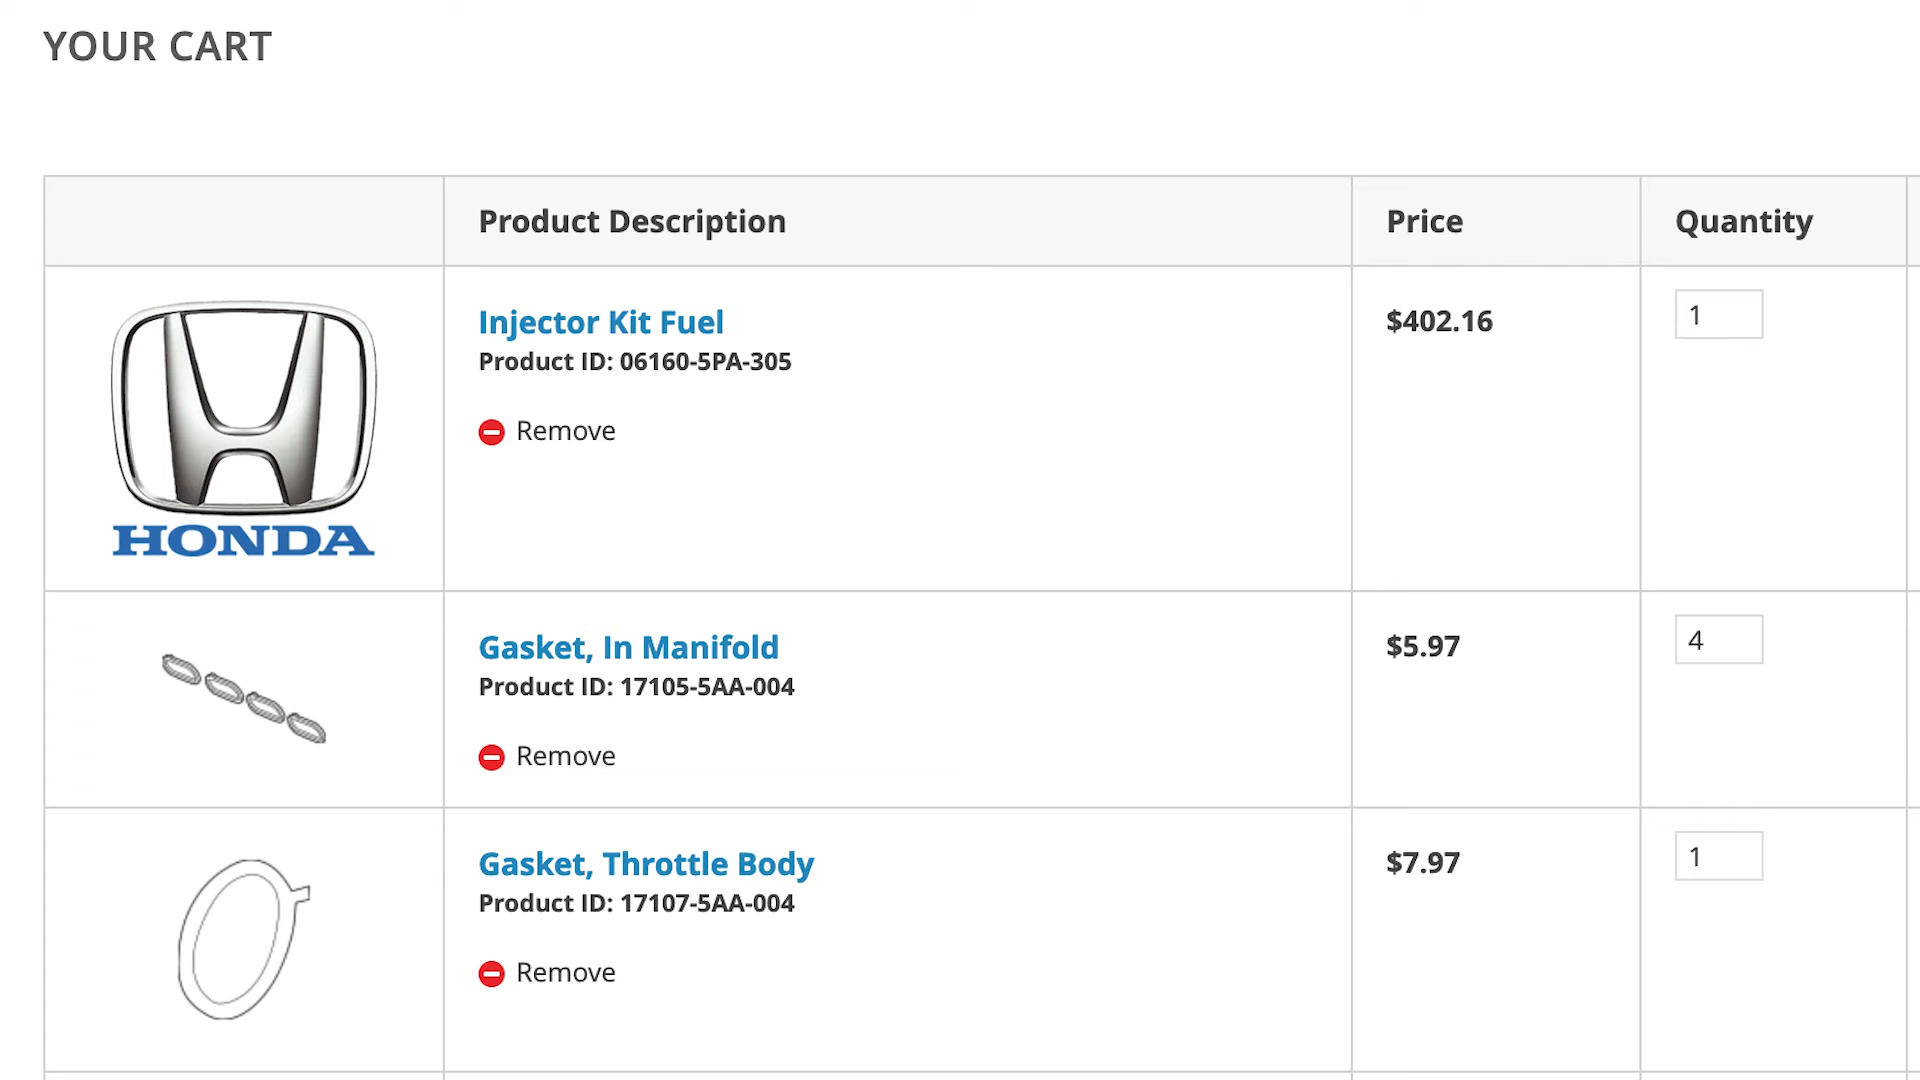 YOUR CART
Product Description Price Quantity
HONDA
Injector Kit Fuel $402.16 1
Product ID: 06160-5PA-305
Remove
Gasket, In Manifold $5.97 4
Product ID: 17105-5AA-004
Remove
Gasket, Throttle Body $7.97 1
Product ID: 17107-5AA-004
Remove